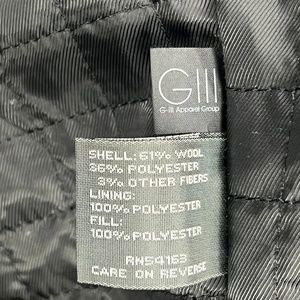 GIII
G-III Apparel Group
SHELL: 61% WOOL
36% POLYESTER
3% OTHER FIBERS
LINING:
100% POLYESTER
FILL:
100% POLYESTER
RN54163
CARE ON REVERSE